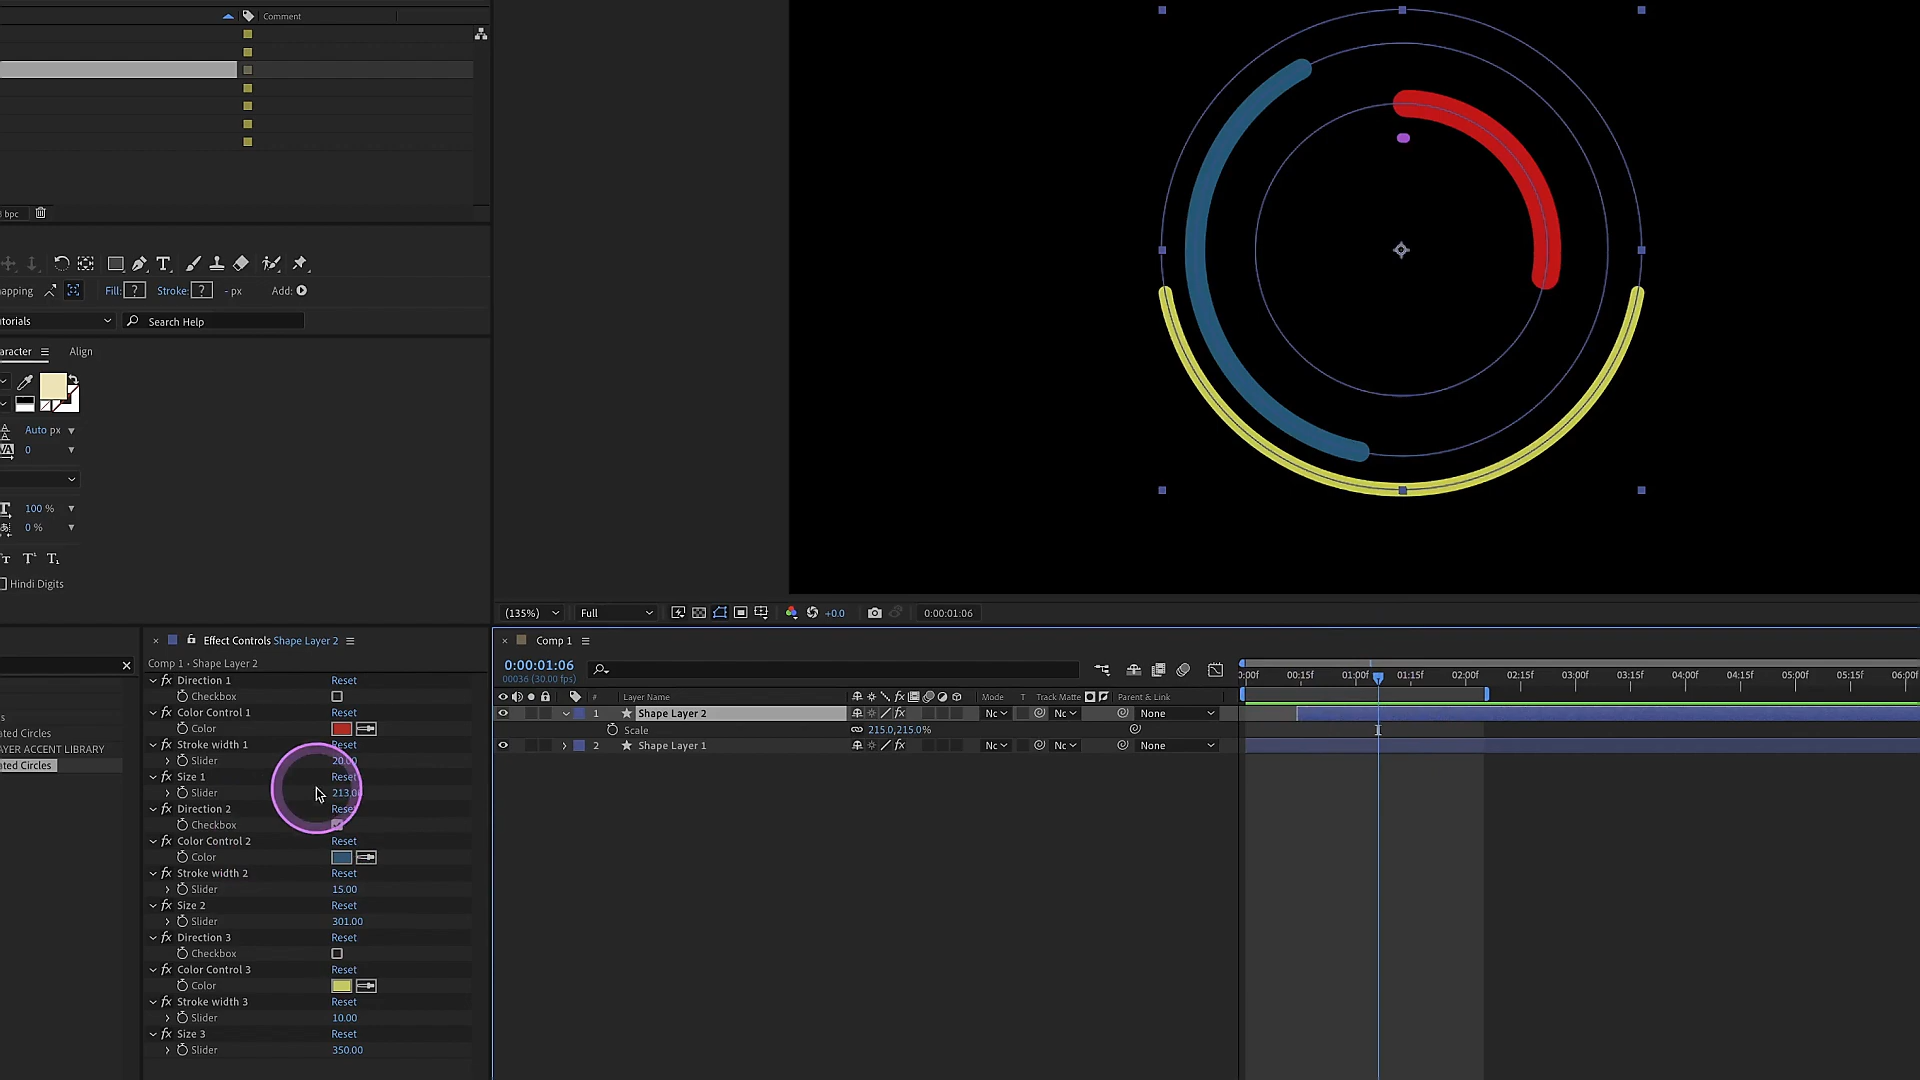 Comment
bpc
apping Fill: ? Stroke: ? - px Add:
torials Search Help
aracter Align
Auto px
0
100 %
0 %
Hindi Digits
(135%) Full +0.0 0:00:01:06
Effect Controls Shape Layer 2
Comp 1 • Shape Layer 2
Direction 1 Reset
Checkbox
Color Control 1 Reset
Color
Stroke width 1 Reset
Slider 20.00
Size 1 Reset
Slider 213.00
Direction 2 Reset
Checkbox
Color Control 2 Reset
Color
Stroke width 2 Reset
Slider 15.00
Size 2 Reset
Slider 301.00
Direction 3 Reset
Checkbox
Color Control 3 Reset
Color
Stroke width 3 Reset
Slider 10.00
Size 3 Reset
Slider 350.00
s
ated Circles
AYER ACCENT LIBRARY
ated Circles
Comp 1
0:00:01:06
00036 (30.00 fps)
0:00f 00:15f 01:00f 01:15f 02:00f 02:15f 03:00f 03:15f 04:00f 04:15f 05:00f 05:15f 06:00f
# Layer Name Mode T Track Matte Parent & Link
1 Shape Layer 2 Nc Nc None
Scale 215.0,215.0%
2 Shape Layer 1 Nc Nc None